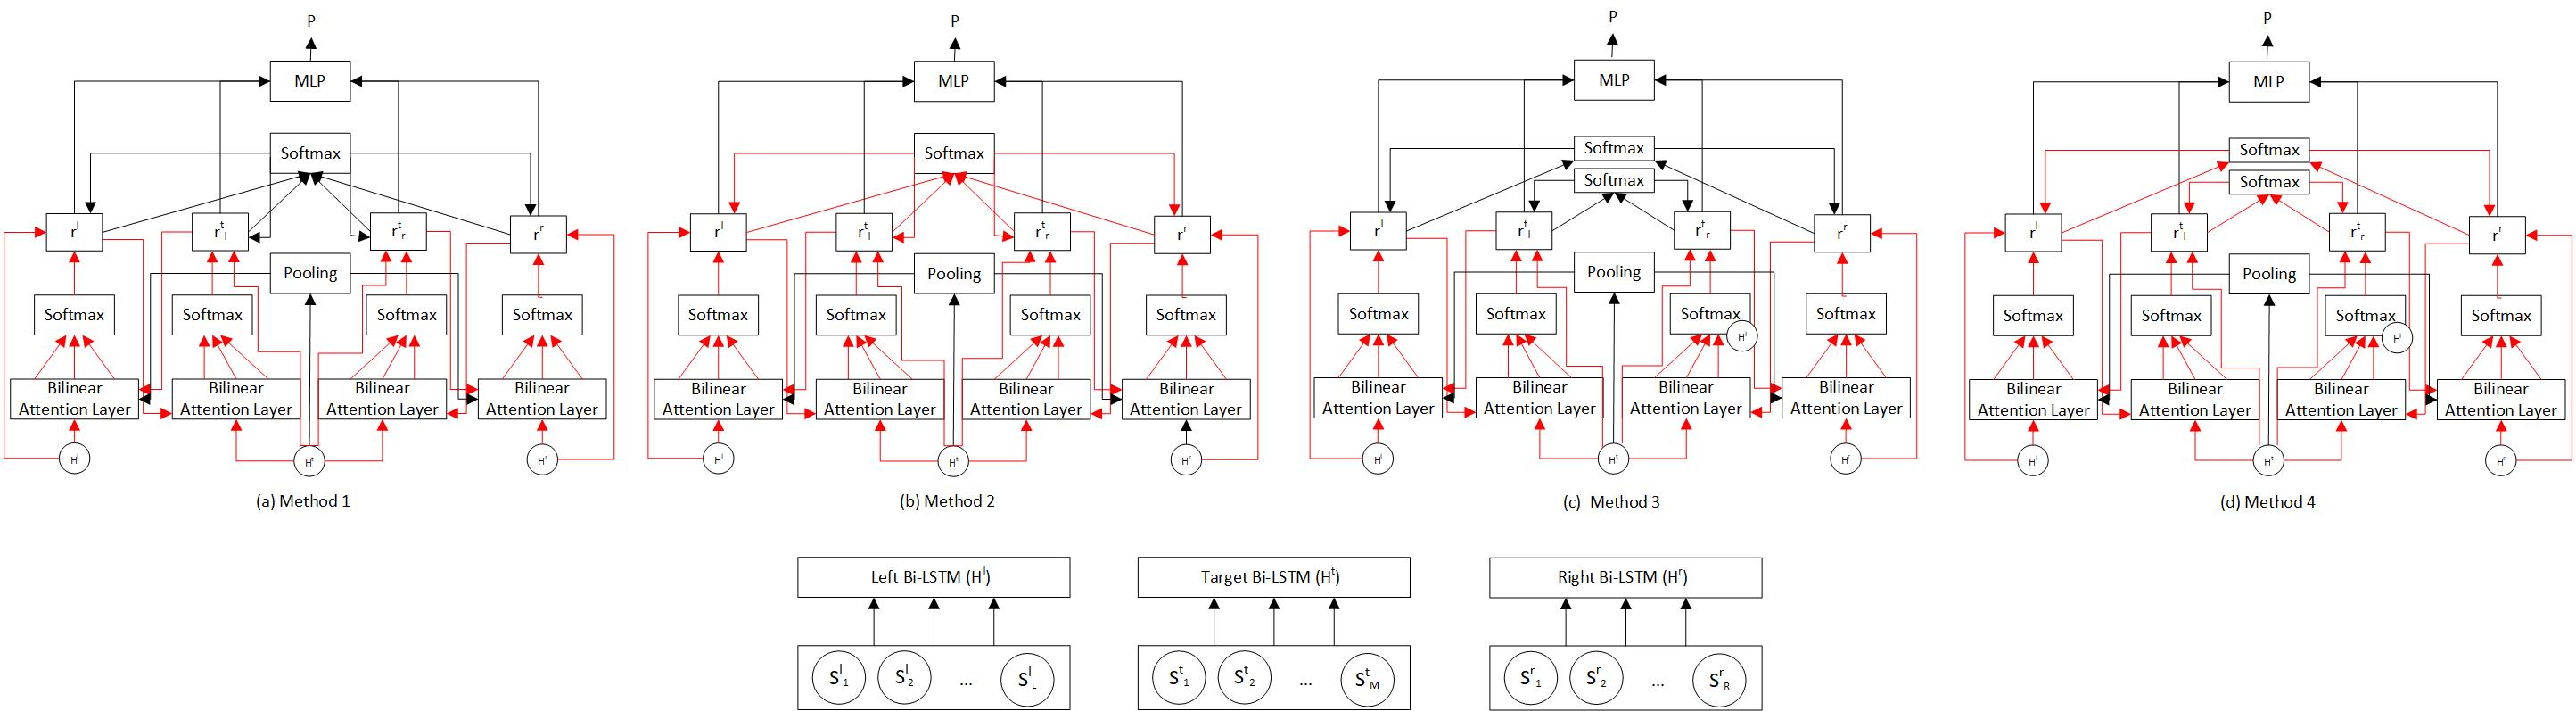 P
MLP
Softmax
r^l
r^t_l
r^t_r
r^r
Pooling
Softmax
Softmax
Softmax
Softmax
Bilinear
Attention Layer
Bilinear
Attention Layer
Bilinear
Attention Layer
Bilinear
Attention Layer
H^l
H^t
H^r
(a) Method 1
P
MLP
Softmax
r^l
r^t_l
r^t_r
r^r
Pooling
Softmax
Softmax
Softmax
Softmax
Bilinear
Attention Layer
Bilinear
Attention Layer
Bilinear
Attention Layer
Bilinear
Attention Layer
H^l
H^t
H^r
(b) Method 2
P
MLP
Softmax
Softmax
r^l
r^t_l
r^t_r
r^r
Pooling
Softmax
Softmax
Softmax
Softmax
H^l
Bilinear
Attention Layer
Bilinear
Attention Layer
Bilinear
Attention Layer
Bilinear
Attention Layer
H^l
H^t
H^r
(c) Method 3
P
MLP
Softmax
Softmax
r^l
r^t_l
r^t_r
r^r
Pooling
Softmax
Softmax
Softmax
Softmax
H^l
Bilinear
Attention Layer
Bilinear
Attention Layer
Bilinear
Attention Layer
Bilinear
Attention Layer
H^l
H^t
H^r
(d) Method 4
Left Bi-LSTM (H^l)
Target Bi-LSTM (H^t)
Right Bi-LSTM (H^r)
S^l_1 S^l_2 ... S^l_L
S^t_1 S^t_2 ... S^t_M
S^r_1 S^r_2 ... S^r_R